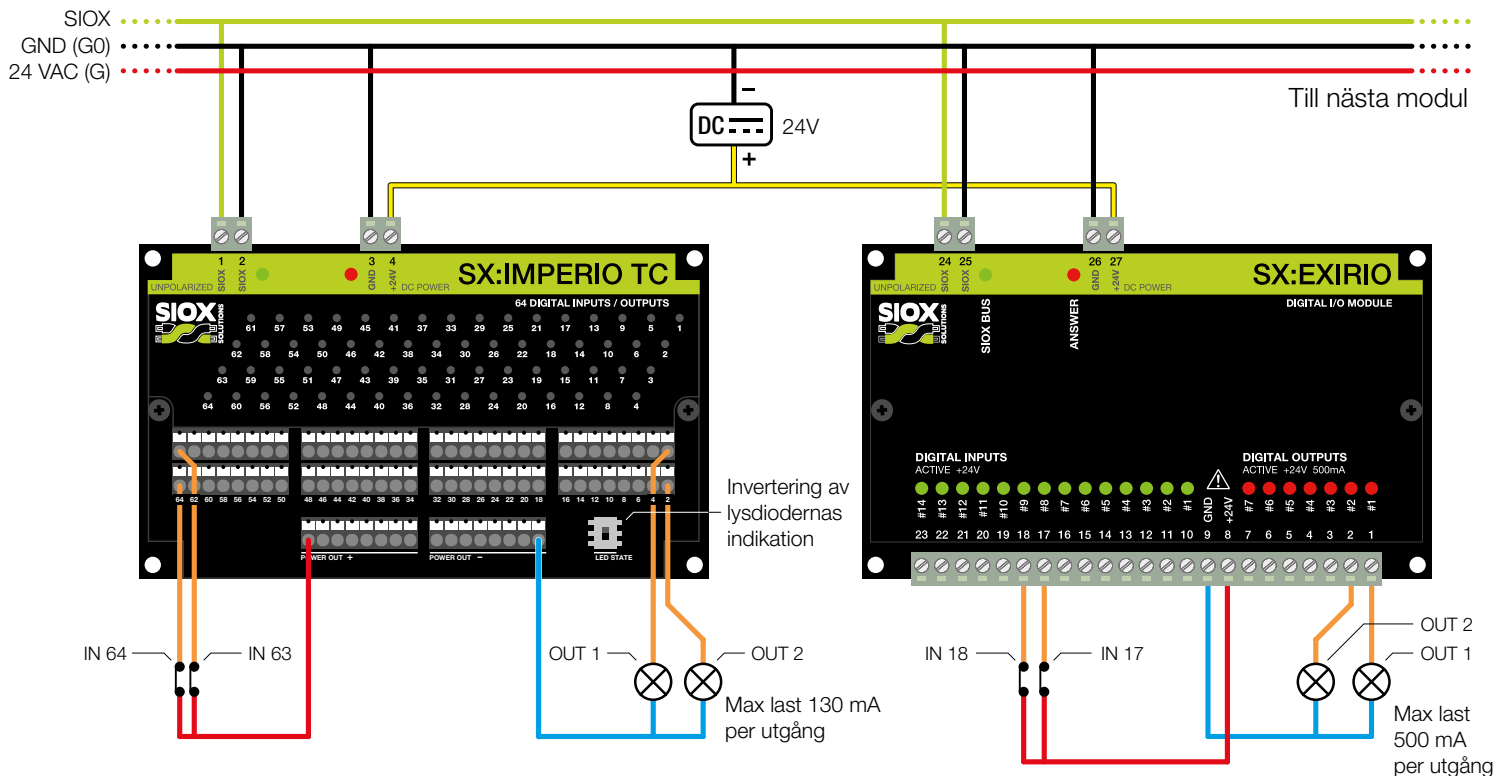 SIOX
GND (G0)
24 VAC (G)
Till nästa modul
−
DC
24V
+
1 2 3 4
SIOX SIOX GND +24V
UNPOLARIZED
DC POWER
SX:IMPERIO TC
64 DIGITAL INPUTS / OUTPUTS
SIOX
SOLUTIONS
61 57 53 49 45 41 37 33 29 25 21 17 13 9 5 1
62 58 54 50 46 42 38 34 30 26 22 18 14 10 6 2
63 59 55 51 47 43 39 35 31 27 23 19 15 11 7 3
64 60 56 52 48 44 40 36 32 28 24 20 16 12 8 4
64 62 60 58 56 54 52 50
48 46 44 42 40 38 36 34
32 30 28 26 24 22 20 18
16 14 12 10 8 6 4 2
POWER OUT +
POWER OUT −
LED STATE
Invertering av
lysdiodernas
indikation
IN 64
IN 63
OUT 1
OUT 2
Max last 130 mA
per utgång
24 25 26 27
SIOX SIOX GND +24V
UNPOLARIZED
DC POWER
SX:EXIRIO
DIGITAL I/O MODULE
SIOX
SOLUTIONS
SIOX BUS
ANSWER
DIGITAL INPUTS
ACTIVE +24V
DIGITAL OUTPUTS
ACTIVE +24V 500mA
#14 #13 #12 #11 #10 #9 #8 #7 #6 #5 #4 #3 #2 #1 GND +24V #7 #6 #5 #4 #3 #2 #1
23 22 21 20 19 18 17 16 15 14 13 12 11 10 9 8 7 6 5 4 3 2 1
IN 18
IN 17
OUT 2
OUT 1
Max last
500 mA
per utgång